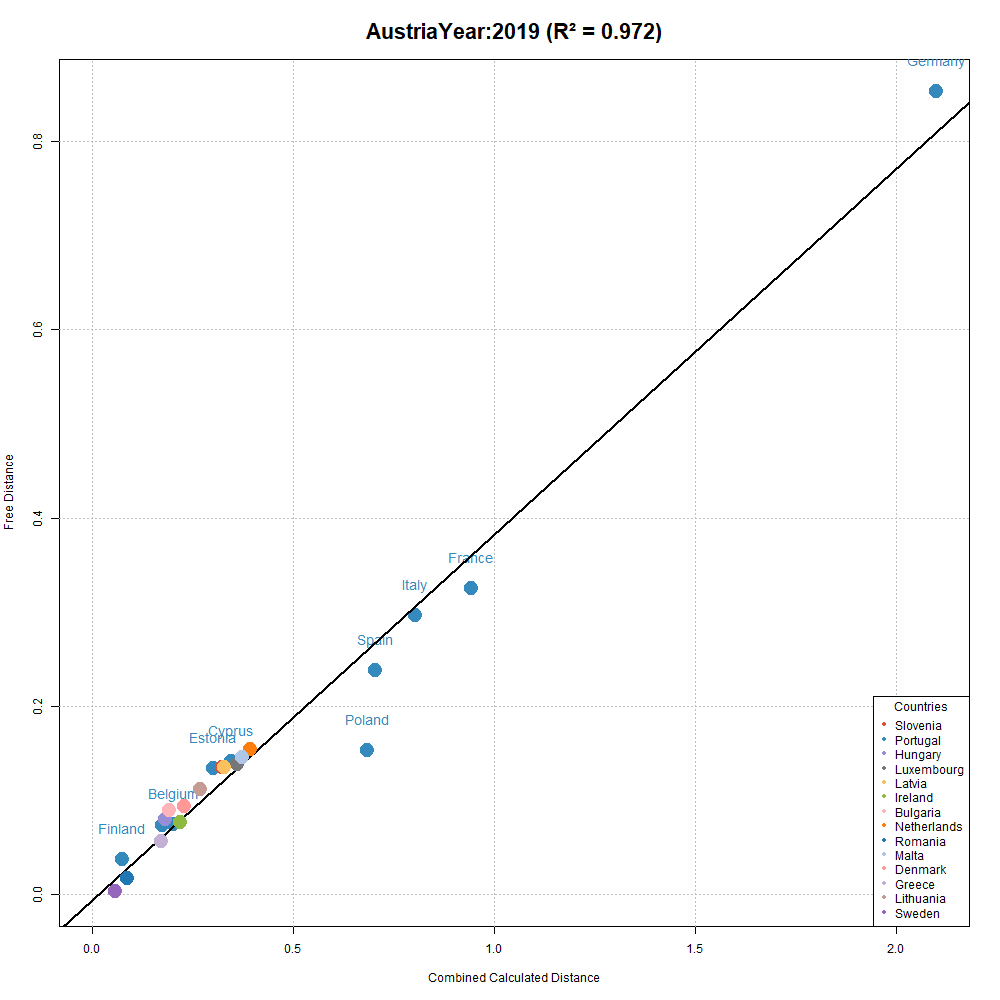 AustriaYear:2019 (R² = 0.972)
Germany
0.8
0.6
Free Distance
0.4
France
Italy
Spain
0.2
Poland
Cyprus
Estonia
Belgium
Finland
0.0
Countries
Slovenia
Portugal
Hungary
Luxembourg
Latvia
Ireland
Bulgaria
Netherlands
Romania
Malta
Denmark
Greece
Lithuania
Sweden
0.0 0.5 1.0 1.5 2.0
Combined Calculated Distance